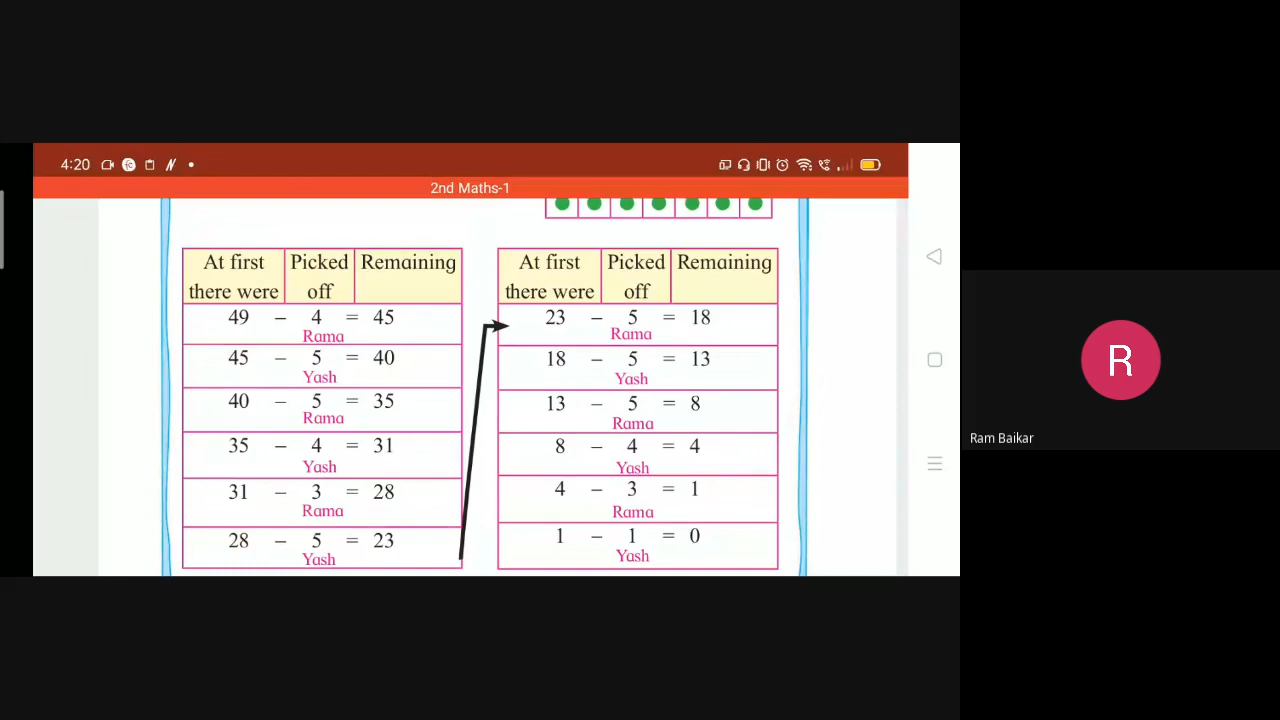 4:20
2nd Maths-1
At first Picked Remaining
there were off
49 – 4 = 45
Rama
45 – 5 = 40
Yash
40 – 5 = 35
Rama
35 – 4 = 31
Yash
31 – 3 = 28
Rama
28 – 5 = 23
Yash
At first Picked Remaining
there were off
23 – 5 = 18
Rama
18 – 5 = 13
Yash
13 – 5 = 8
Rama
8 – 4 = 4
Yash
4 – 3 = 1
Rama
1 – 1 = 0
Yash
R
Ram Baikar